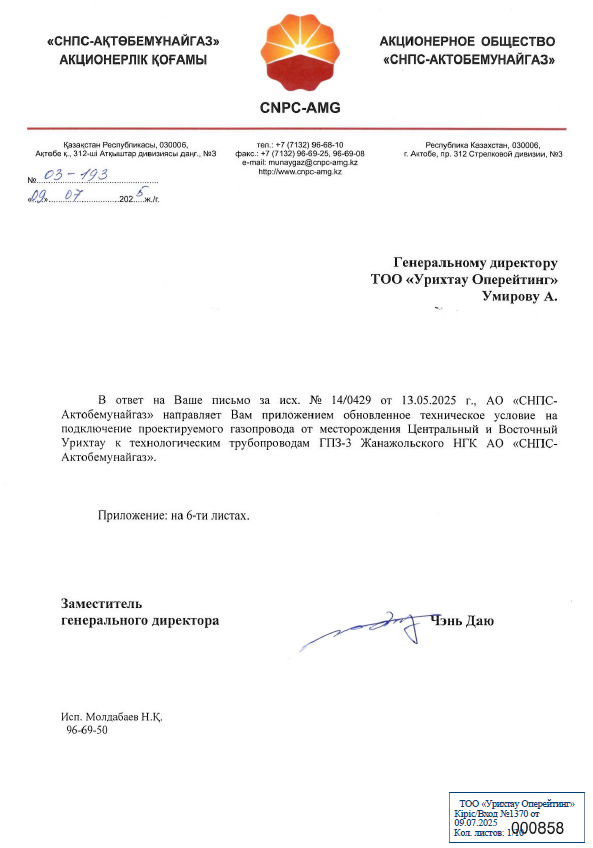 «СНПС-АҚТӨБЕМҰНАЙГАЗ»
АКЦИОНЕРЛІК ҚОҒАМЫ
АКЦИОНЕРНОЕ ОБЩЕСТВО
«СНПС-АКТОБЕМУНАЙГАЗ»
CNPC-AMG
Қазақстан Республикасы, 030006,
Ақтөбе қ., 312-ші Атқыштар дивизиясы даңғ., №3
тел.: +7 (7132) 96-68-10
факс.: +7 (7132) 96-69-25, 96-69-08
e-mail: munaygaz@cnpc-amg.kz
http://www.cnpc-amg.kz
Республика Казахстан, 030006,
г. Актобе, пр. 312 Стрелковой дивизии, №3
№ 03-193
«09» 07 2025 ж./г.
Генеральному директору
ТОО «Урихтау Оперейтинг»
Умирову А.
В ответ на Ваше письмо за исх. № 14/0429 от 13.05.2025 г., АО «СНПС-
Актобемунайгаз» направляет Вам приложением обновленное техническое условие на
подключение проектируемого газопровода от месторождения Центральный и Восточный
Урихтау к технологическим трубопроводам ГПЗ-3 Жанажольского НГК АО «СНПС-
Актобемунайгаз».
Приложение: на 6-ти листах.
Заместитель
генерального директора
Чэнь Даю
Исп. Молдабаев Н.Қ.
96-69-50
ТОО «Урихтау Оперейтинг»
Кіріс/Вход №1370 от
09.07.2025
Кол. листов: 1/10
000858